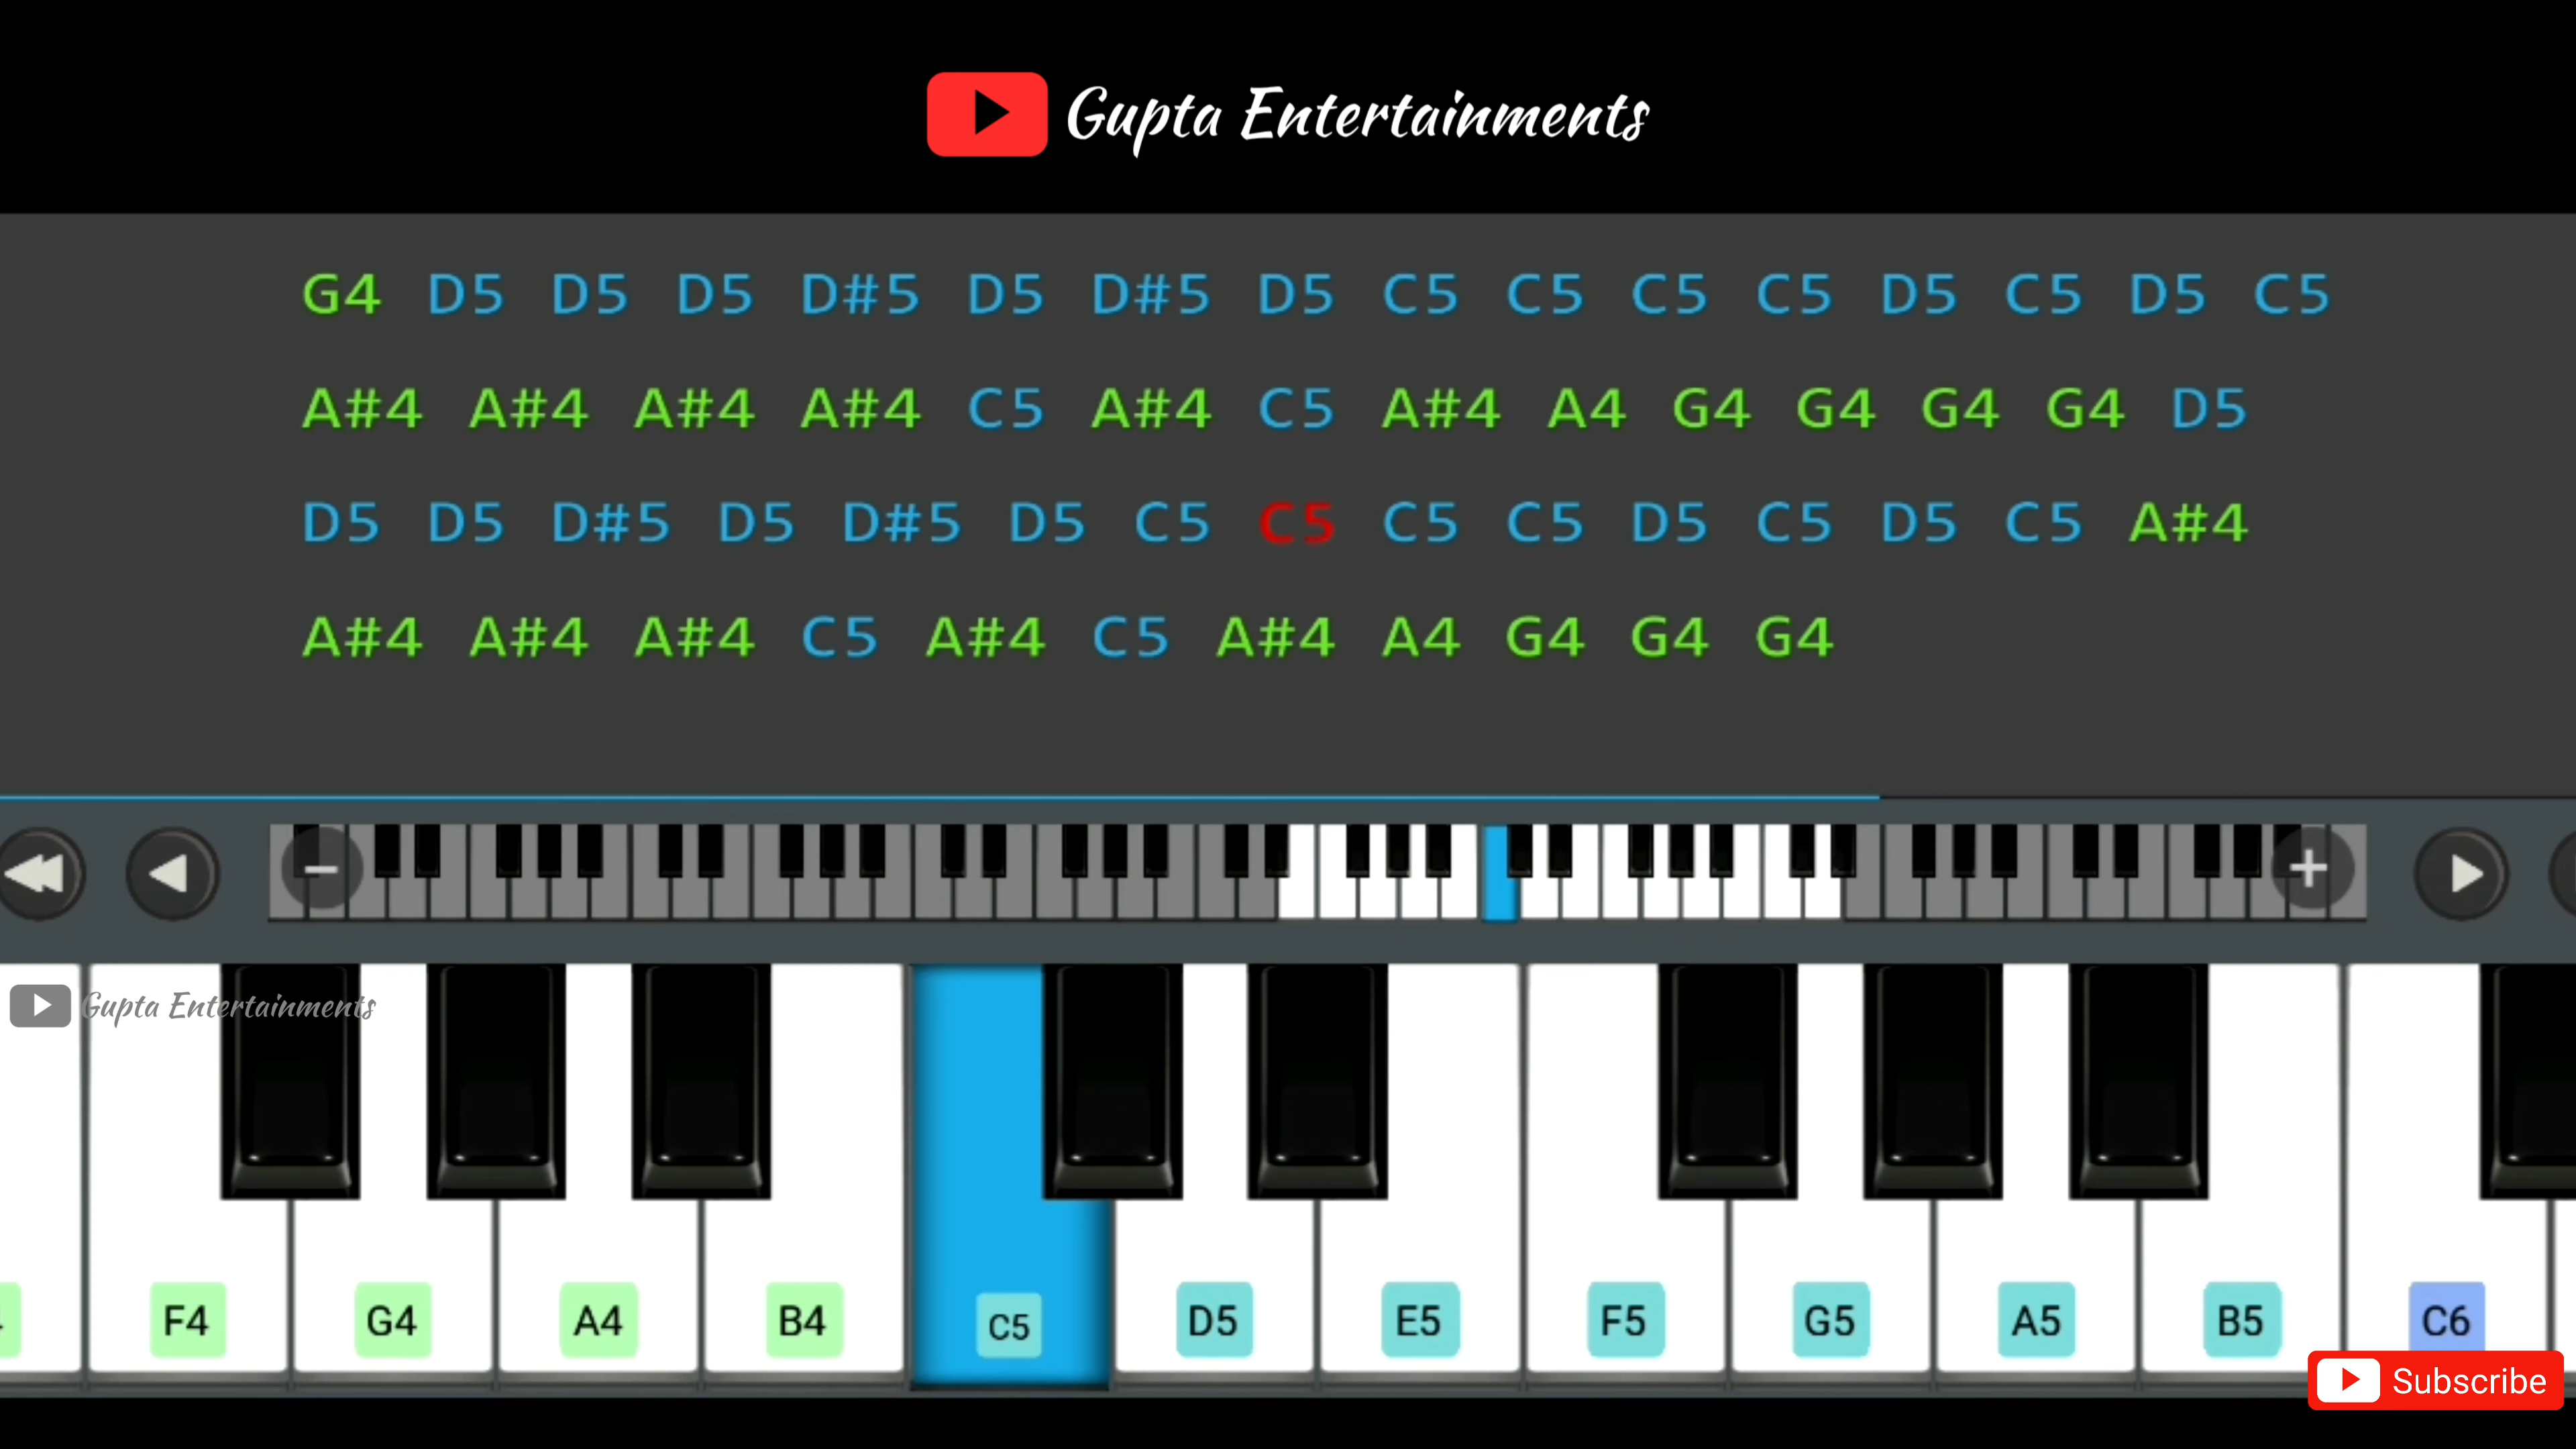 Gupta Entertainments
G4 D5 D5 D5 D#5 D5 D#5 D5 C5 C5 C5 C5 D5 C5 D5 C5
A#4 A#4 A#4 A#4 C5 A#4 C5 A#4 A4 G4 G4 G4 G4 D5
D5 D5 D#5 D5 D#5 D5 C5 C5 C5 C5 D5 C5 D5 C5 A#4
A#4 A#4 A#4 C5 A#4 C5 A#4 A4 G4 G4 G4
Gupta Entertainments
F4 G4 A4 B4 C5 D5 E5 F5 G5 A5 B5 C6
Subscribe